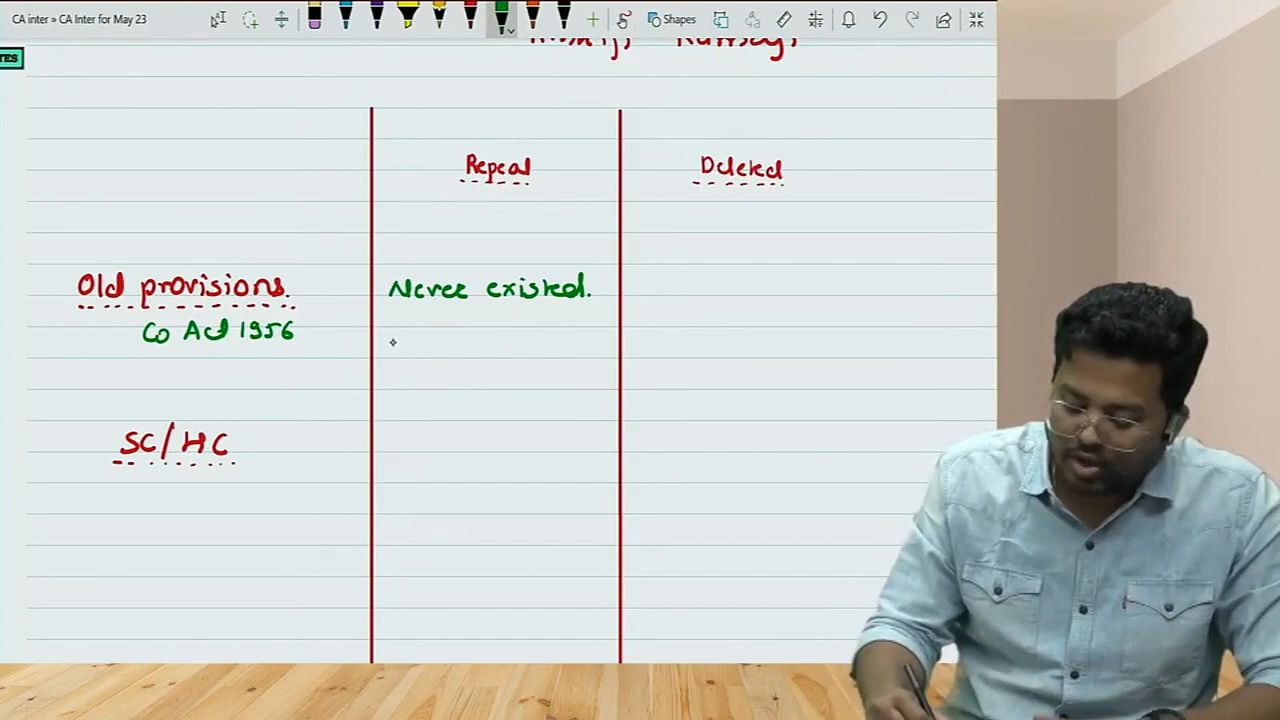 CA inter » CA Inter for May 23
Shapes
TES
Repeal
Deleted
Old provisions.
Never existed.
Co Act 1956
SC/HC